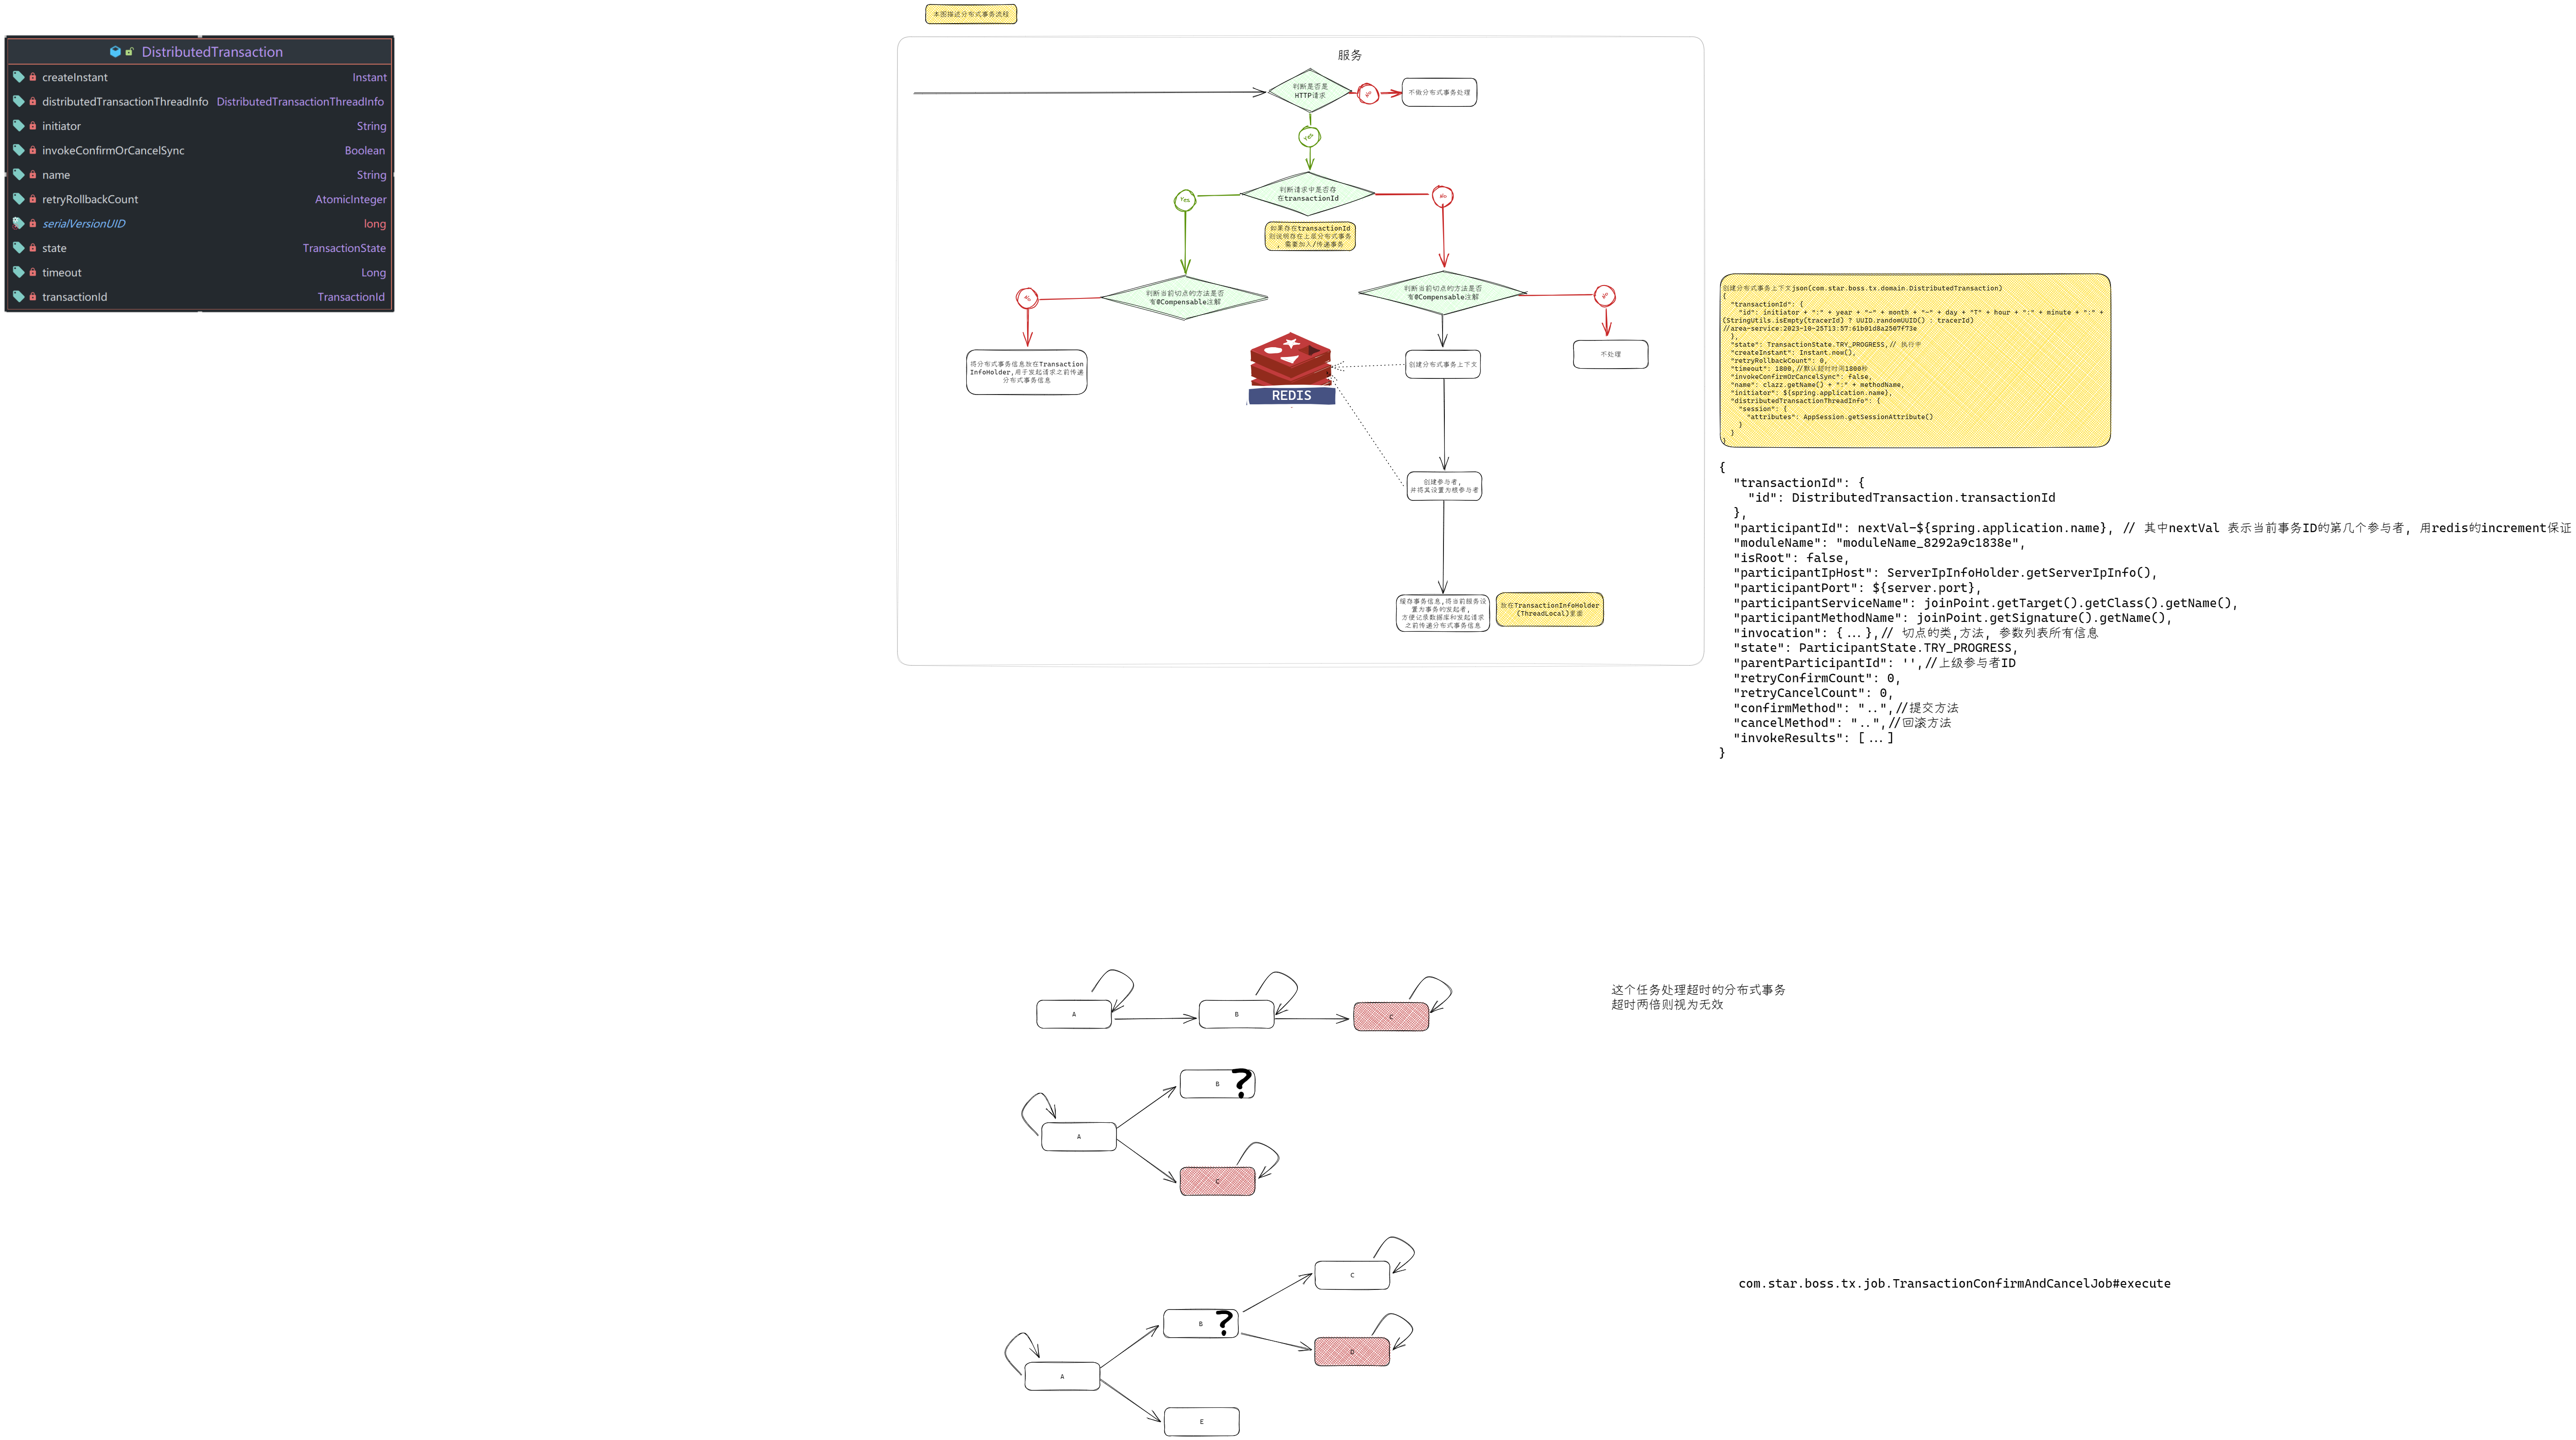 本图描述分布式事务流程
DistributedTransaction
createInstant Instant
distributedTransactionThreadInfo DistributedTransactionThreadInfo
initiator String
invokeConfirmOrCancelSync Boolean
name String
retryRollbackCount AtomicInteger
serialVersionUID long
state TransactionState
timeout Long
transactionId TransactionId
服务
判断是否是
HTTP请求
No
不做分布式事务处理
Yes
判断请求中是否存
在transactionId
Yes
No
如果存在transactionId
则说明存在上层分布式事务
, 需要加入/传递事务
判断当前切点的方法是否
有@Compensable注解
No
将分布式事务信息放在Transaction
InfoHolder,用于发起请求之前传递
分布式事务信息
判断当前切点的方法是否
有@Compensable注解
No
不处理
REDIS
创建分布式事务上下文
创建参与者,
并将其设置为根参与者
缓存事务信息,将当前服务设
置为事务的发起者,
方便记录数据库和发起请求
之前传递分布式事务信息
放在TransactionInfoHolder
(ThreadLocal)里面
创建分布式事务上下文json(com.star.boss.tx.domain.DistributedTransaction)
{
"transactionId": {
"id": initiator + ":" + year + "-" + month + "-" + day + "T" + hour + ":" + minute + ":" +
(StringUtils.isEmpty(tracerId) ? UUID.randomUUID() : tracerId)
//area-service:2023-10-25T13:57:61b01d8a2507f73e
},
"state": TransactionState.TRY_PROGRESS,// 执行中
"createInstant": Instant.now(),
"retryRollbackCount": 0,
"timeout": 1800,//默认超时时间1800秒
"invokeConfirmOrCancelSync": false,
"name": clazz.getName() + ":" + methodName,
"initiator": ${spring.application.name},
"distributedTransactionThreadInfo": {
"session": {
"attributes": AppSession.getSessionAttribute()
}
}
}
{
"transactionId": {
"id": DistributedTransaction.transactionId
},
"participantId": nextVal-${spring.application.name}, // 其中nextVal 表示当前事务ID的第几个参与者, 用redis的increment保证
"moduleName": "moduleName_8292a9c1838e",
"isRoot": false,
"participantIpHost": ServerIpInfoHolder.getServerIpInfo(),
"participantPort": ${server.port},
"participantServiceName": joinPoint.getTarget().getClass().getName(),
"participantMethodName": joinPoint.getSignature().getName(),
"invocation": {...},// 切点的类,方法, 参数列表所有信息
"state": ParticipantState.TRY_PROGRESS,
"parentParticipantId": '',//上级参与者ID
"retryConfirmCount": 0,
"retryCancelCount": 0,
"confirmMethod": "..",//提交方法
"cancelMethod": "..",//回滚方法
"invokeResults": [...]
}
A
B
C
这个任务处理超时的分布式事务
超时两倍则视为无效
B ?
A
C
C
com.star.boss.tx.job.TransactionConfirmAndCancelJob#execute
B ?
D
A
E